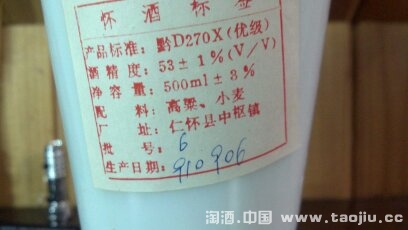 怀酒标签
产品标准：黔D270X(优级)
酒精度：53±1%(V/V)
净容量：500ml±3%
配料：高粱、小麦
厂址：仁怀县中枢镇
批号：6
生产日期：910906
淘酒.中国 www.taojiu.cc